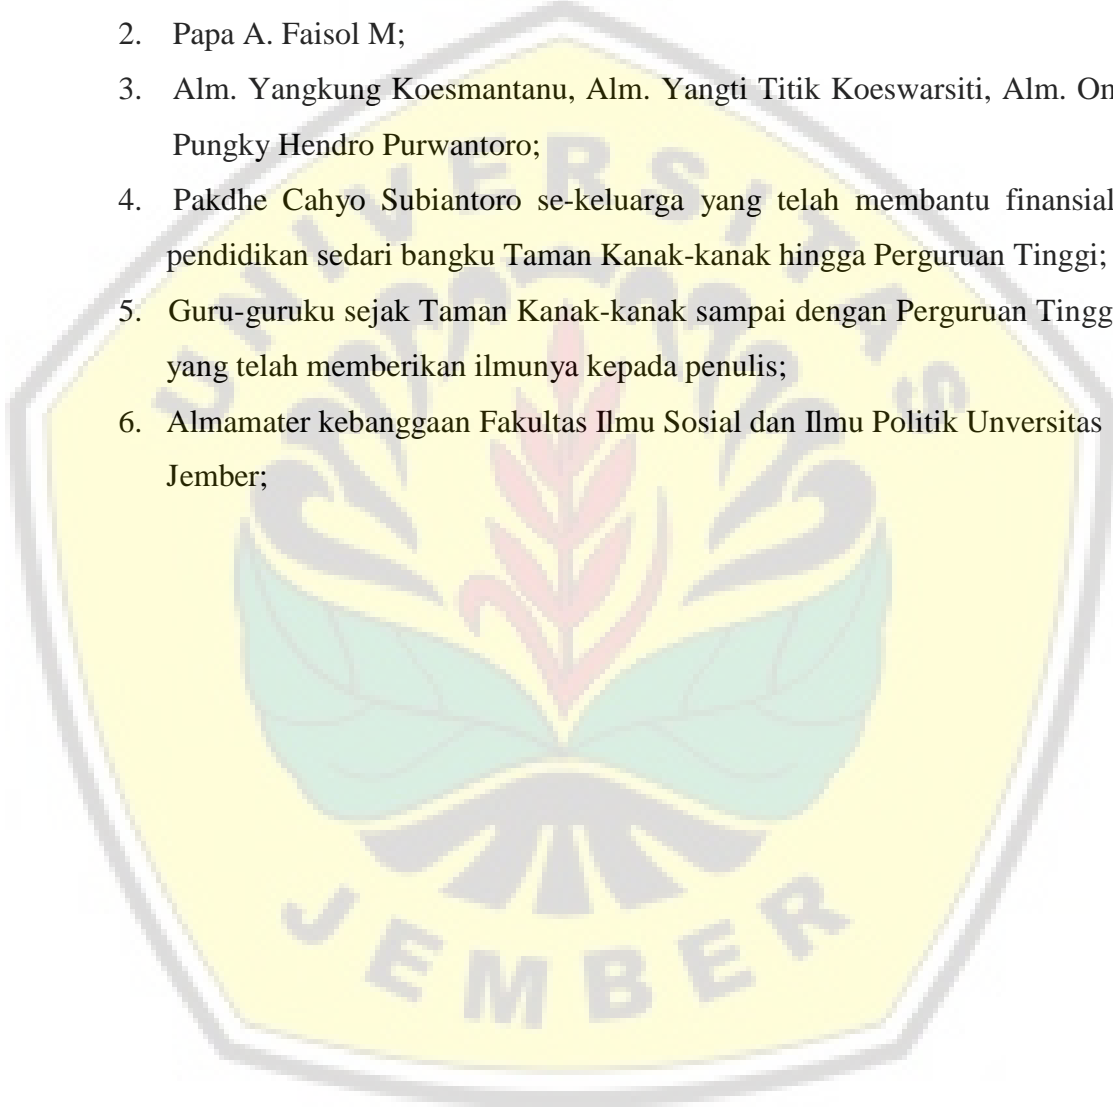 2. Papa A. Faisol M;
3. Alm. Yangkung Koesmantanu, Alm. Yangti Titik Koeswarsiti, Alm. Om
Pungky Hendro Purwantoro;
4. Pakdhe Cahyo Subiantoro se-keluarga yang telah membantu finansial
pendidikan sedari bangku Taman Kanak-kanak hingga Perguruan Tinggi;
5. Guru-guruku sejak Taman Kanak-kanak sampai dengan Perguruan Tingg
yang telah memberikan ilmunya kepada penulis;
6. Almamater kebanggaan Fakultas Ilmu Sosial dan Ilmu Politik Unversitas
Jember;
UNIVERSITAS
JEMBER